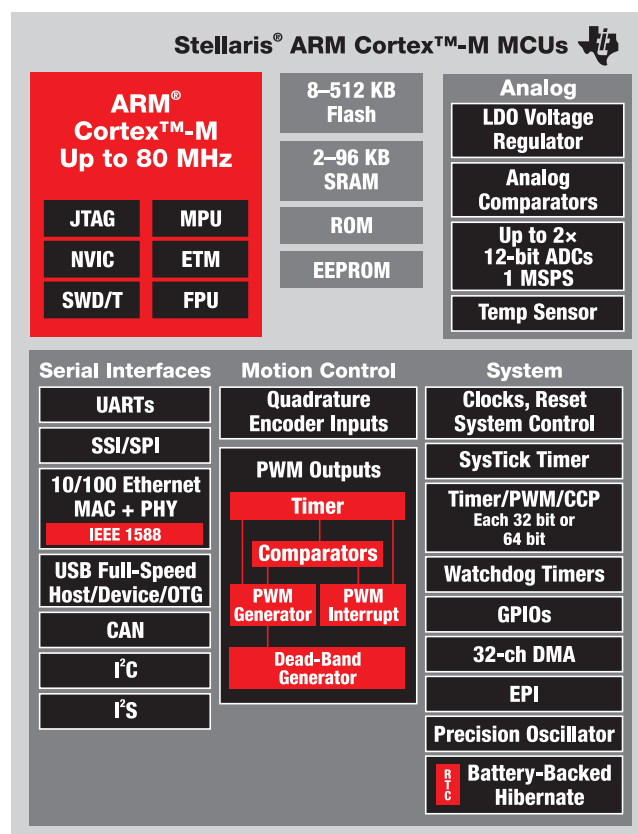 Stellaris® ARM Cortex™-M MCUs
ARM®
Cortex™-M
Up to 80 MHz
JTAG
MPU
NVIC
ETM
SWD/T
FPU
8–512 KB
Flash
2–96 KB
SRAM
ROM
EEPROM
Analog
LDO Voltage
Regulator
Analog
Comparators
Up to 2×
12-bit ADCs
1 MSPS
Temp Sensor
Serial Interfaces
UARTs
SSI/SPI
10/100 Ethernet
MAC + PHY
IEEE 1588
USB Full-Speed
Host/Device/OTG
CAN
I²C
I²S
Motion Control
Quadrature
Encoder Inputs
PWM Outputs
Timer
Comparators
PWM
Generator
PWM
Interrupt
Dead-Band
Generator
System
Clocks, Reset
System Control
SysTick Timer
Timer/PWM/CCP
Each 32 bit or
64 bit
Watchdog Timers
GPIOs
32-ch DMA
EPI
Precision Oscillator
RTC
Battery-Backed
Hibernate